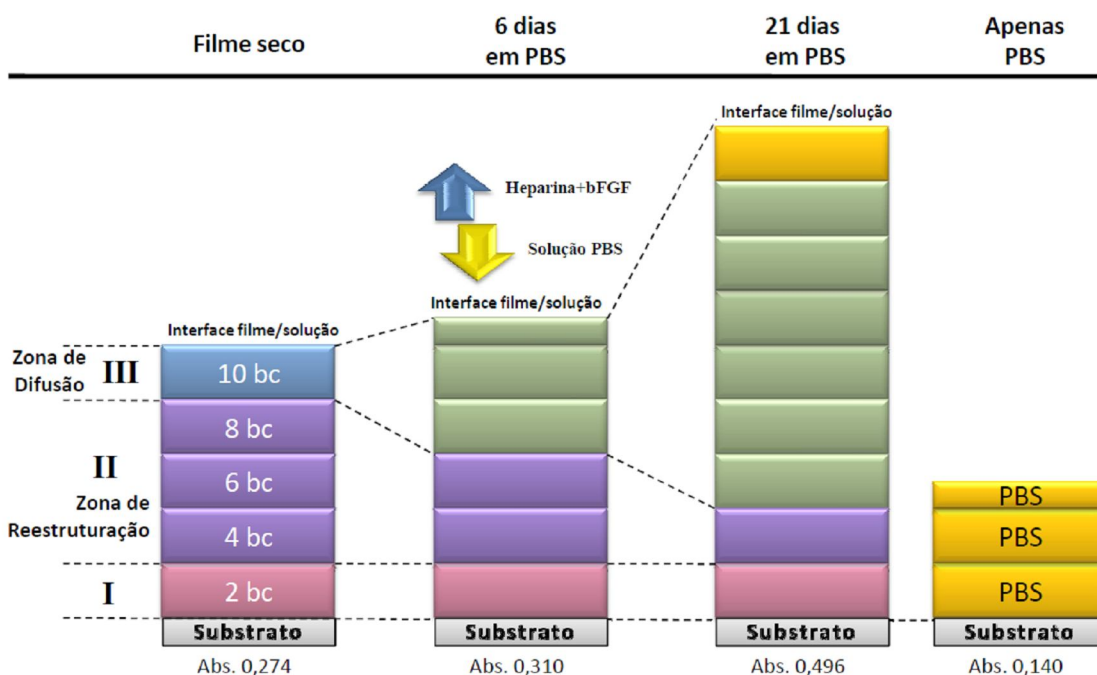 Filme seco
6 dias
em PBS
21 dias
em PBS
Apenas
PBS
Interface filme/solução
Heparina+bFGF
Solução PBS
Interface filme/solução
Interface filme/solução
Zona de
Difusão
III
10 bc
8 bc
II
6 bc
Zona de
Reestruturação
4 bc
I
2 bc
PBS
PBS
PBS
Substrato
Substrato
Substrato
Substrato
Abs. 0,274
Abs. 0,310
Abs. 0,496
Abs. 0,140